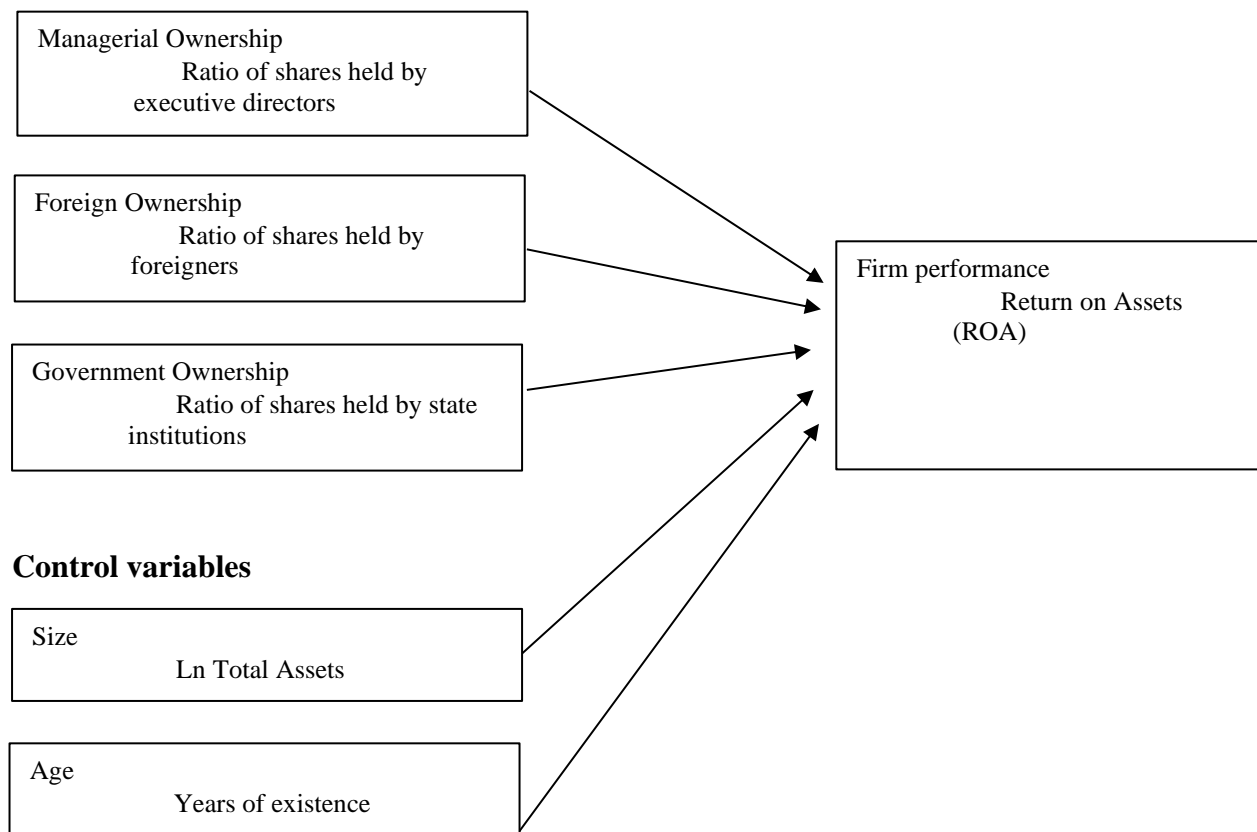 Managerial Ownership
Ratio of shares held by
executive directors
Foreign Ownership
Ratio of shares held by
foreigners
Government Ownership
Ratio of shares held by state
institutions
Firm performance
Return on Assets
(ROA)
Control variables
Size
Ln Total Assets
Age
Years of existence